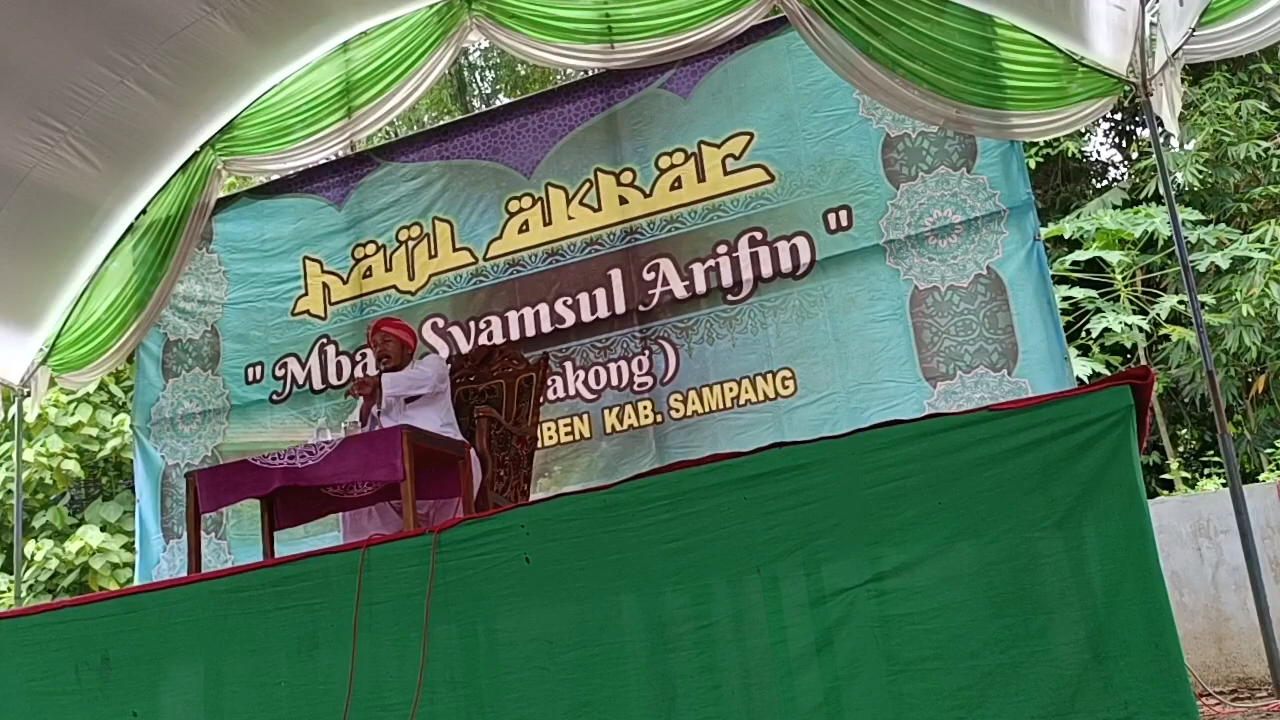 haul akbar
" Mba Syamsul Arifin "
akong )
BEN KAB. SAMPANG